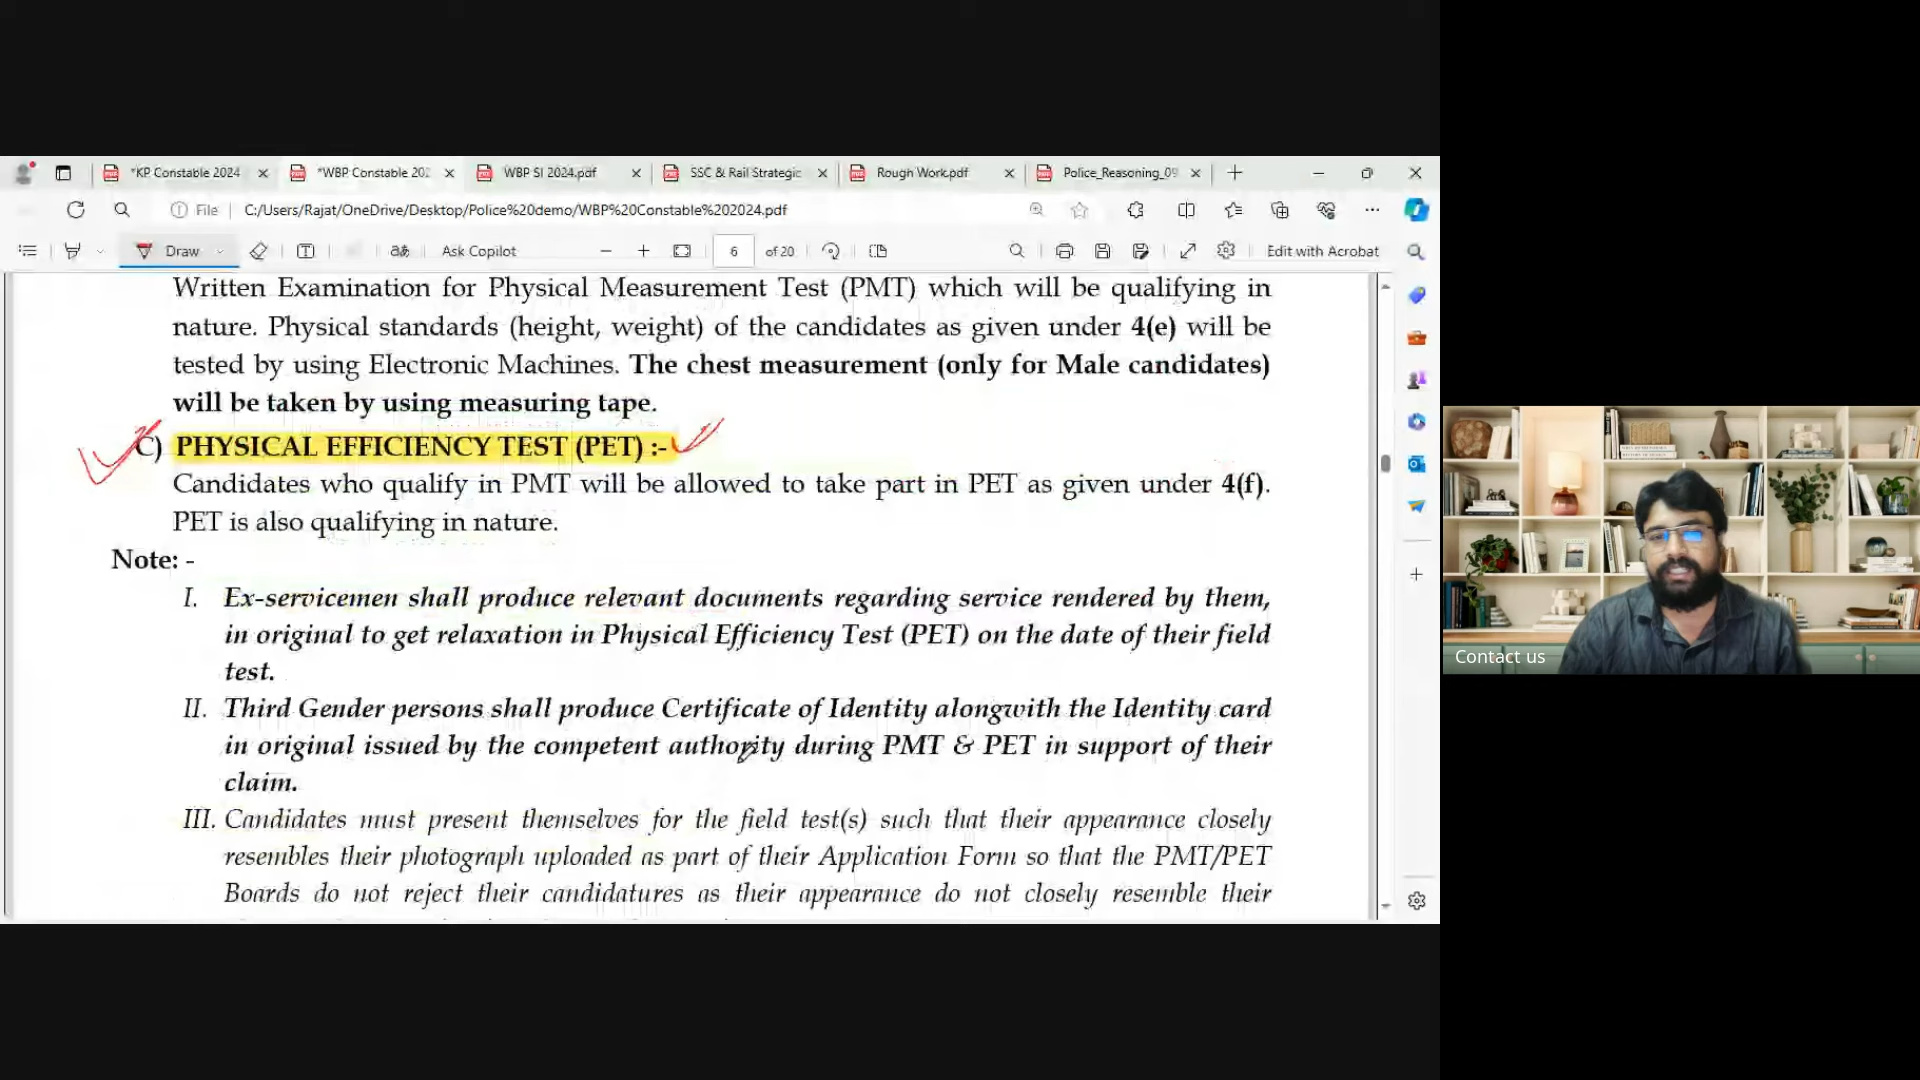 *KP Constable 2024
*WBP Constable 202
WBP SI 2024.pdf
SSC & Rail Strategic
Rough Work.pdf
Police_Reasoning_09
File
C:/Users/Rajat/OneDrive/Desktop/Police%20demo/WBP%20Constable%202024.pdf
Draw
Ask Copilot
6
of 20
Edit with Acrobat
Written Examination for Physical Measurement Test (PMT) which will be qualifying in
nature. Physical standards (height, weight) of the candidates as given under 4(e) will be
tested by using Electronic Machines. The chest measurement (only for Male candidates)
will be taken by using measuring tape.
C) PHYSICAL EFFICIENCY TEST (PET) :-
Candidates who qualify in PMT will be allowed to take part in PET as given under 4(f).
PET is also qualifying in nature.
Note: -
I. Ex-servicemen shall produce relevant documents regarding service rendered by them,
in original to get relaxation in Physical Efficiency Test (PET) on the date of their field
test.
II. Third Gender persons shall produce Certificate of Identity alongwith the Identity card
in original issued by the competent authority during PMT & PET in support of their
claim.
III. Candidates must present themselves for the field test(s) such that their appearance closely
resembles their photograph uploaded as part of their Application Form so that the PMT/PET
Boards do not reject their candidatures as their appearance do not closely resemble their
Contact us